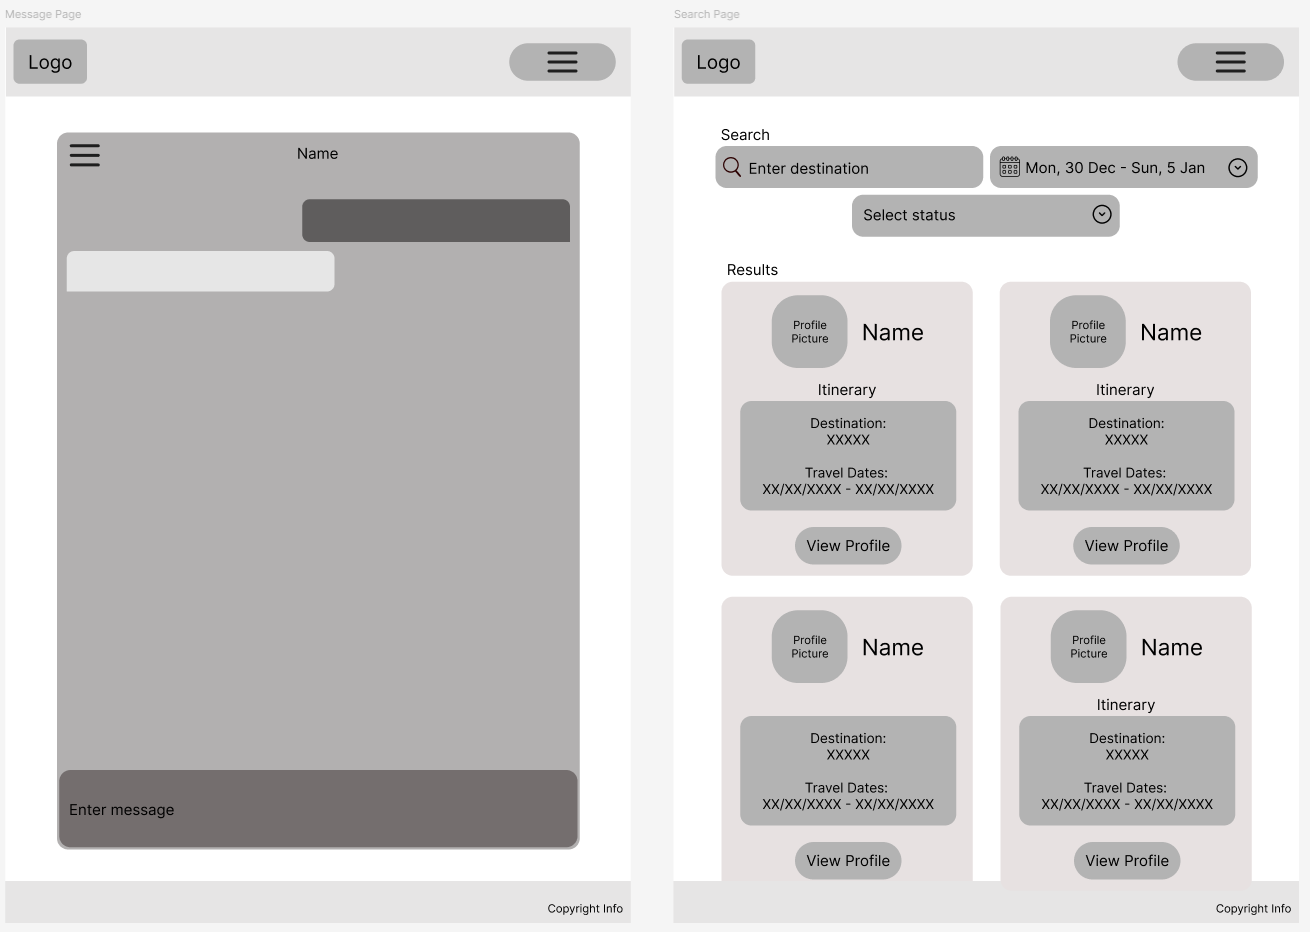 Message Page
Logo
Name
Enter message
Copyright Info
Search Page
Logo
Search
Enter destination
Mon, 30 Dec - Sun, 5 Jan
Select status
Results
Profile
Picture
Name
Itinerary
Destination:
XXXXX
Travel Dates:
XX/XX/XXXX - XX/XX/XXXX
View Profile
Profile
Picture
Name
Itinerary
Destination:
XXXXX
Travel Dates:
XX/XX/XXXX - XX/XX/XXXX
View Profile
Profile
Picture
Name
Destination:
XXXXX
Travel Dates:
XX/XX/XXXX - XX/XX/XXXX
View Profile
Profile
Picture
Name
Itinerary
Destination:
XXXXX
Travel Dates:
XX/XX/XXXX - XX/XX/XXXX
View Profile
Copyright Info